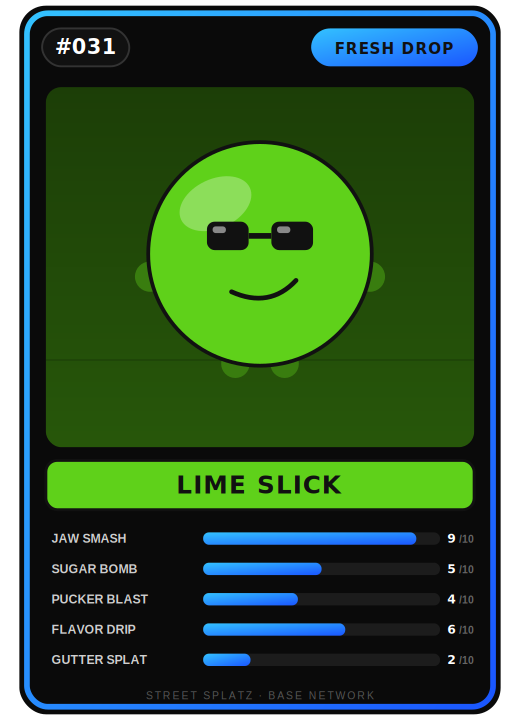 #031 FRESH DROP
LIME SLICK
JAW SMASH 9 /10
SUGAR BOMB 5 /10
PUCKER BLAST 4 /10
FLAVOR DRIP 6 /10
GUTTER SPLAT 2 /10
STREET SPLATZ · BASE NETWORK